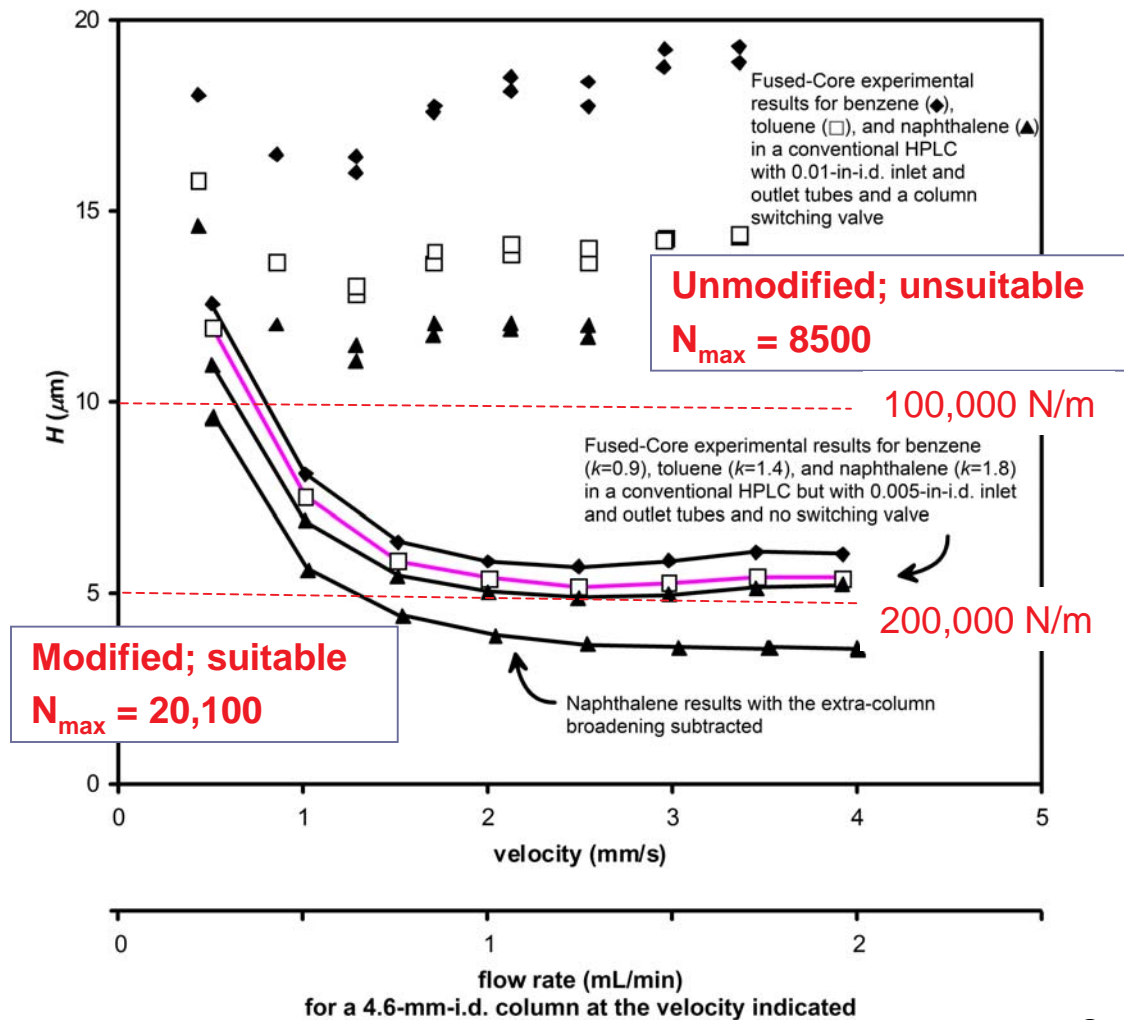 20
15
10
5
0
H (μm)
Fused-Core experimental
results for benzene (◆),
toluene (□), and naphthalene (▲)
in a conventional HPLC
with 0.01-in-i.d. inlet and
outlet tubes and a column
switching valve
Unmodified; unsuitable
Nmax = 8500
100,000 N/m
Fused-Core experimental results for benzene
(k=0.9), toluene (k=1.4), and naphthalene (k=1.8)
in a conventional HPLC but with 0.005-in-i.d. inlet
and outlet tubes and no switching valve
200,000 N/m
Modified; suitable
Nmax = 20,100
Naphthalene results with the extra-column
broadening subtracted
0 1 2 3 4 5
velocity (mm/s)
0 1 2
flow rate (mL/min)
for a 4.6-mm-i.d. column at the velocity indicated